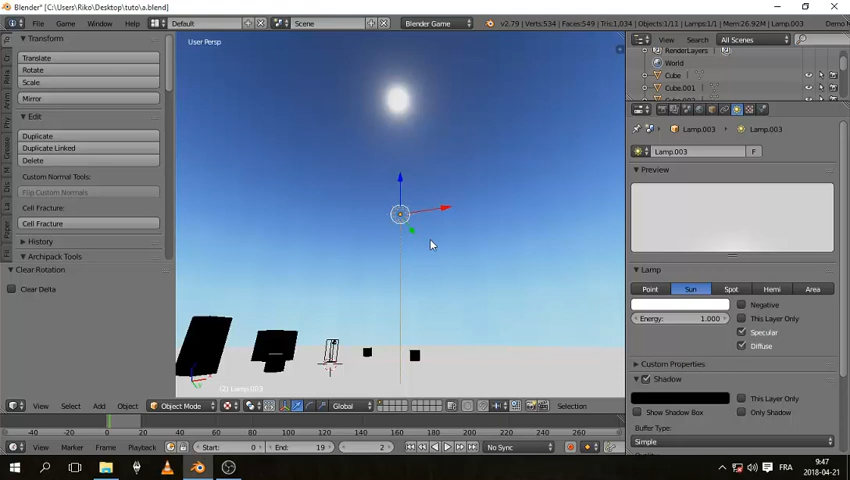 Blender* [C:\Users\Riko\Desktop\tuto\a.blend]
File
Game
Window
Help
Default
Scene
Blender Game
v2.79 | Verts:534 | Faces:549 | Tris:1,034 | Objects:1/11 | Lamps:1/1 | Mem:26.92M | Lamp.003
Transform
Translate
Rotate
Scale
Mirror
Edit
Duplicate
Duplicate Linked
Delete
Custom Normal Tools:
Flip Custom Normals
Cell Fracture:
Cell Fracture
History
Archipack Tools
Clear Rotation
Clear Delta
User Persp
(2) Lamp.003
View
Select
Add
Object
Object Mode
Global
Selection
View
Search
All Scenes
RenderLayers
World
Cube
Cube.001
Lamp.003
Lamp.003
Lamp.003
F
Preview
Lamp
Point
Sun
Spot
Hemi
Area
Negative
Energy: 1.000
This Layer Only
Specular
Diffuse
Custom Properties
Shadow
This Layer Only
Show Shadow Box
Only Shadow
Buffer Type:
Simple
-40 -20 0 20 40 60 80 100 120 140 160 180 200 220 240 260
View
Marker
Frame
Playback
Start: 0
End: 19
2
No Sync
FRA
9:47
2018-04-21